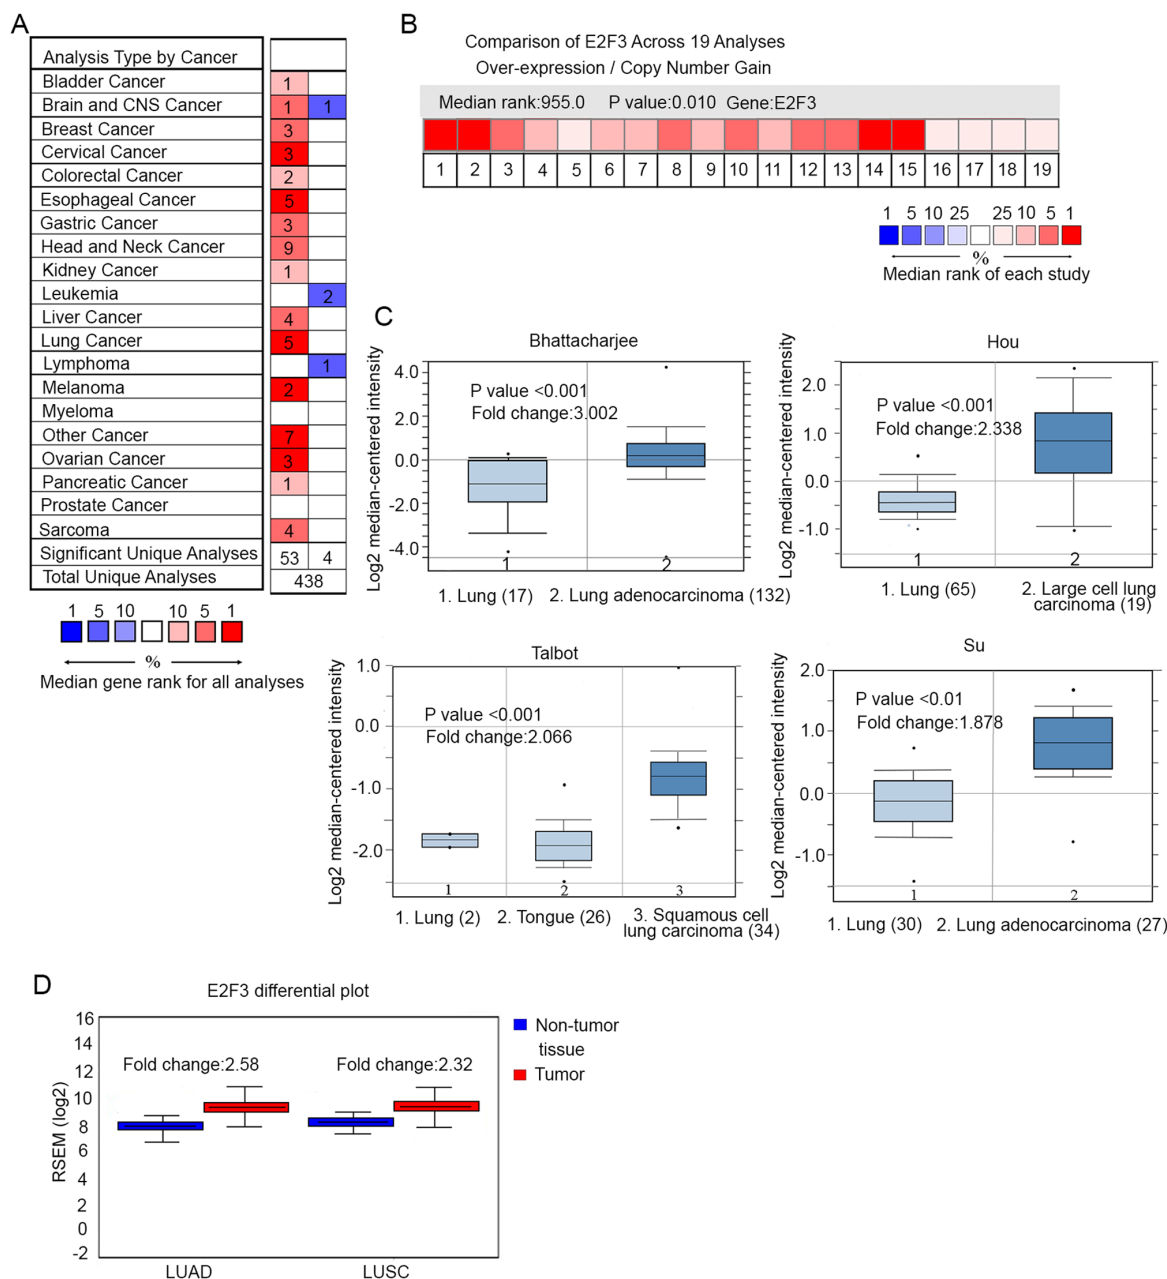 A
Analysis Type by Cancer
Bladder Cancer 1
Brain and CNS Cancer 1 1
Breast Cancer 3
Cervical Cancer 3
Colorectal Cancer 2
Esophageal Cancer 5
Gastric Cancer 3
Head and Neck Cancer 9
Kidney Cancer 1
Leukemia 2
Liver Cancer 4
Lung Cancer 5
Lymphoma 1
Melanoma 2
Myeloma
Other Cancer 7
Ovarian Cancer 3
Pancreatic Cancer 1
Prostate Cancer
Sarcoma 4
Significant Unique Analyses 53 4
Total Unique Analyses 438
1 5 10 10 5 1
%
Median gene rank for all analyses
B
Comparison of E2F3 Across 19 Analyses
Over-expression / Copy Number Gain
Median rank:955.0 P value:0.010 Gene:E2F3
1 2 3 4 5 6 7 8 9 10 11 12 13 14 15 16 17 18 19
1 5 10 25 25 10 5 1
%
Median rank of each study
C
Bhattacharjee
Log2 median-centered intensity
4.0
2.0
0.0
-2.0
-4.0
P value <0.001
Fold change:3.002
1 2
1. Lung (17) 2. Lung adenocarcinoma (132)
Hou
Log2 median-centered intensity
2.0
1.0
0.0
-1.0
P value <0.001
Fold change:2.338
1 2
1. Lung (65) 2. Large cell lung
carcinoma (19)
Talbot
Log2 median-centered intensity
1.0
0.0
-1.0
-2.0
P value <0.001
Fold change:2.066
1 2 3
1. Lung (2) 2. Tongue (26) 3. Squamous cell
lung carcinoma (34)
Su
Log2 median-centered intensity
2.0
1.0
0.0
-1.0
P value <0.01
Fold change:1.878
1 2
1. Lung (30) 2. Lung adenocarcinoma (27)
D
E2F3 differential plot
RSEM (log2)
16
14
12
10
8
6
4
2
0
-2
Fold change:2.58 Fold change:2.32
LUAD LUSC
Non-tumor
tissue
Tumor